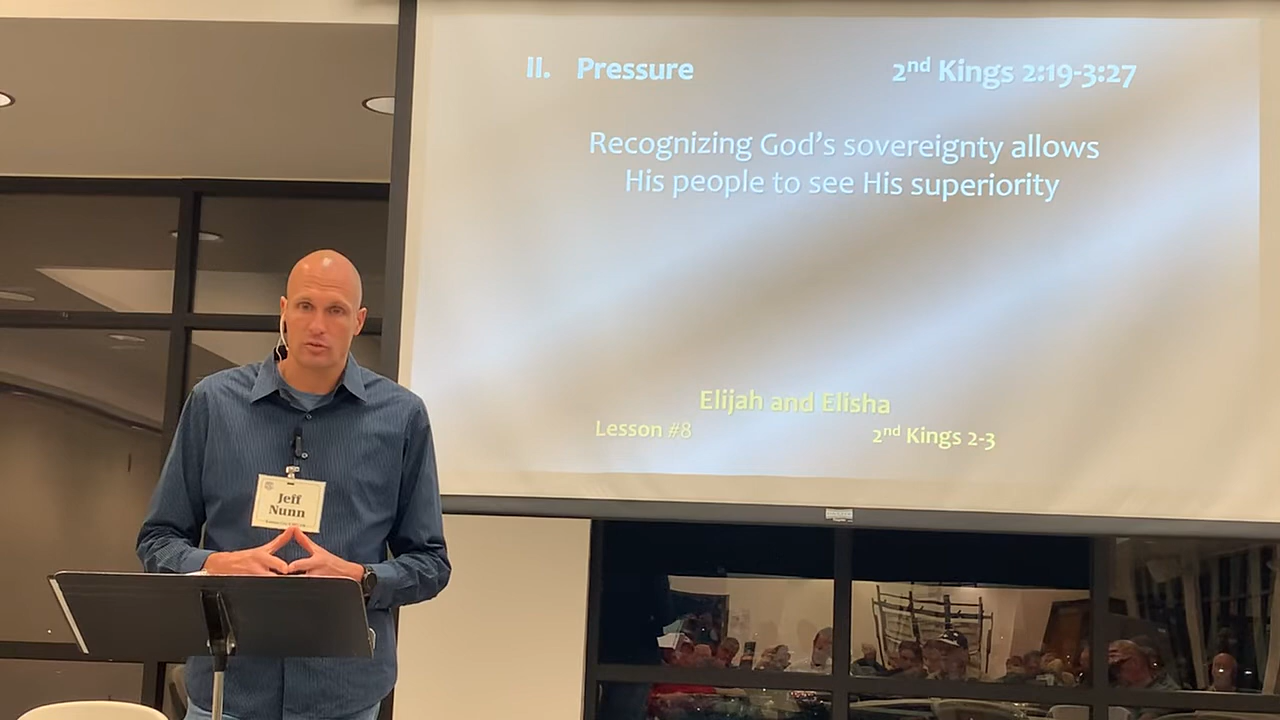 II. Pressure 2nd Kings 2:19-3:27
Recognizing God's sovereignty allows
His people to see His superiority
Elijah and Elisha
Lesson #8 2nd Kings 2-3
Jeff
Nunn